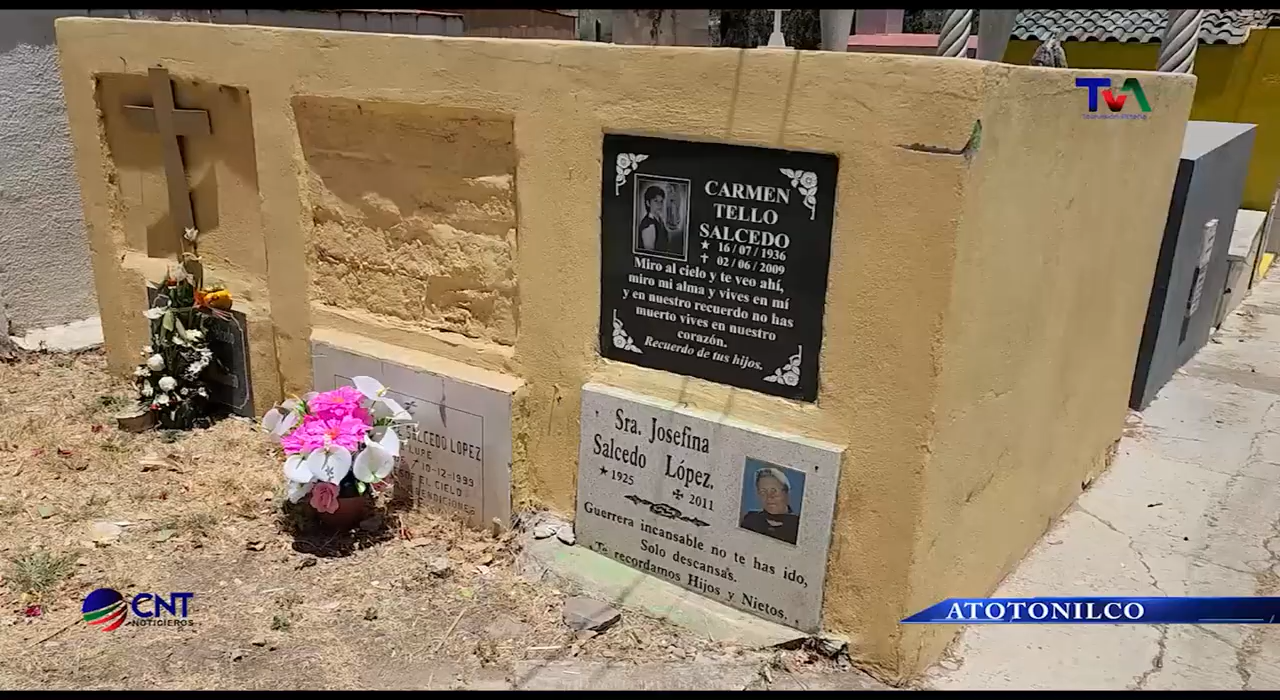 TVA
CARMEN
TELLO
SALCEDO
★ 16 / 07 / 1936
✝ 02 / 06 / 2009
Miro al cielo y te veo ahí,
miro mi alma y vives en mí
y en nuestro recuerdo no has
muerto vives en nuestro
corazón.
Recuerdo de tus hijos.
Sra. Josefina
Salcedo López.
★ 1925 ✠ 2011
Guerrera incansable no te has ido,
Solo descansas.
Te recordamos Hijos y Nietos.
SALCEDO LOPEZ
LUPE
10-12-1999
EL CIELO
CNT
NOTICIEROS
ATOTONILCO